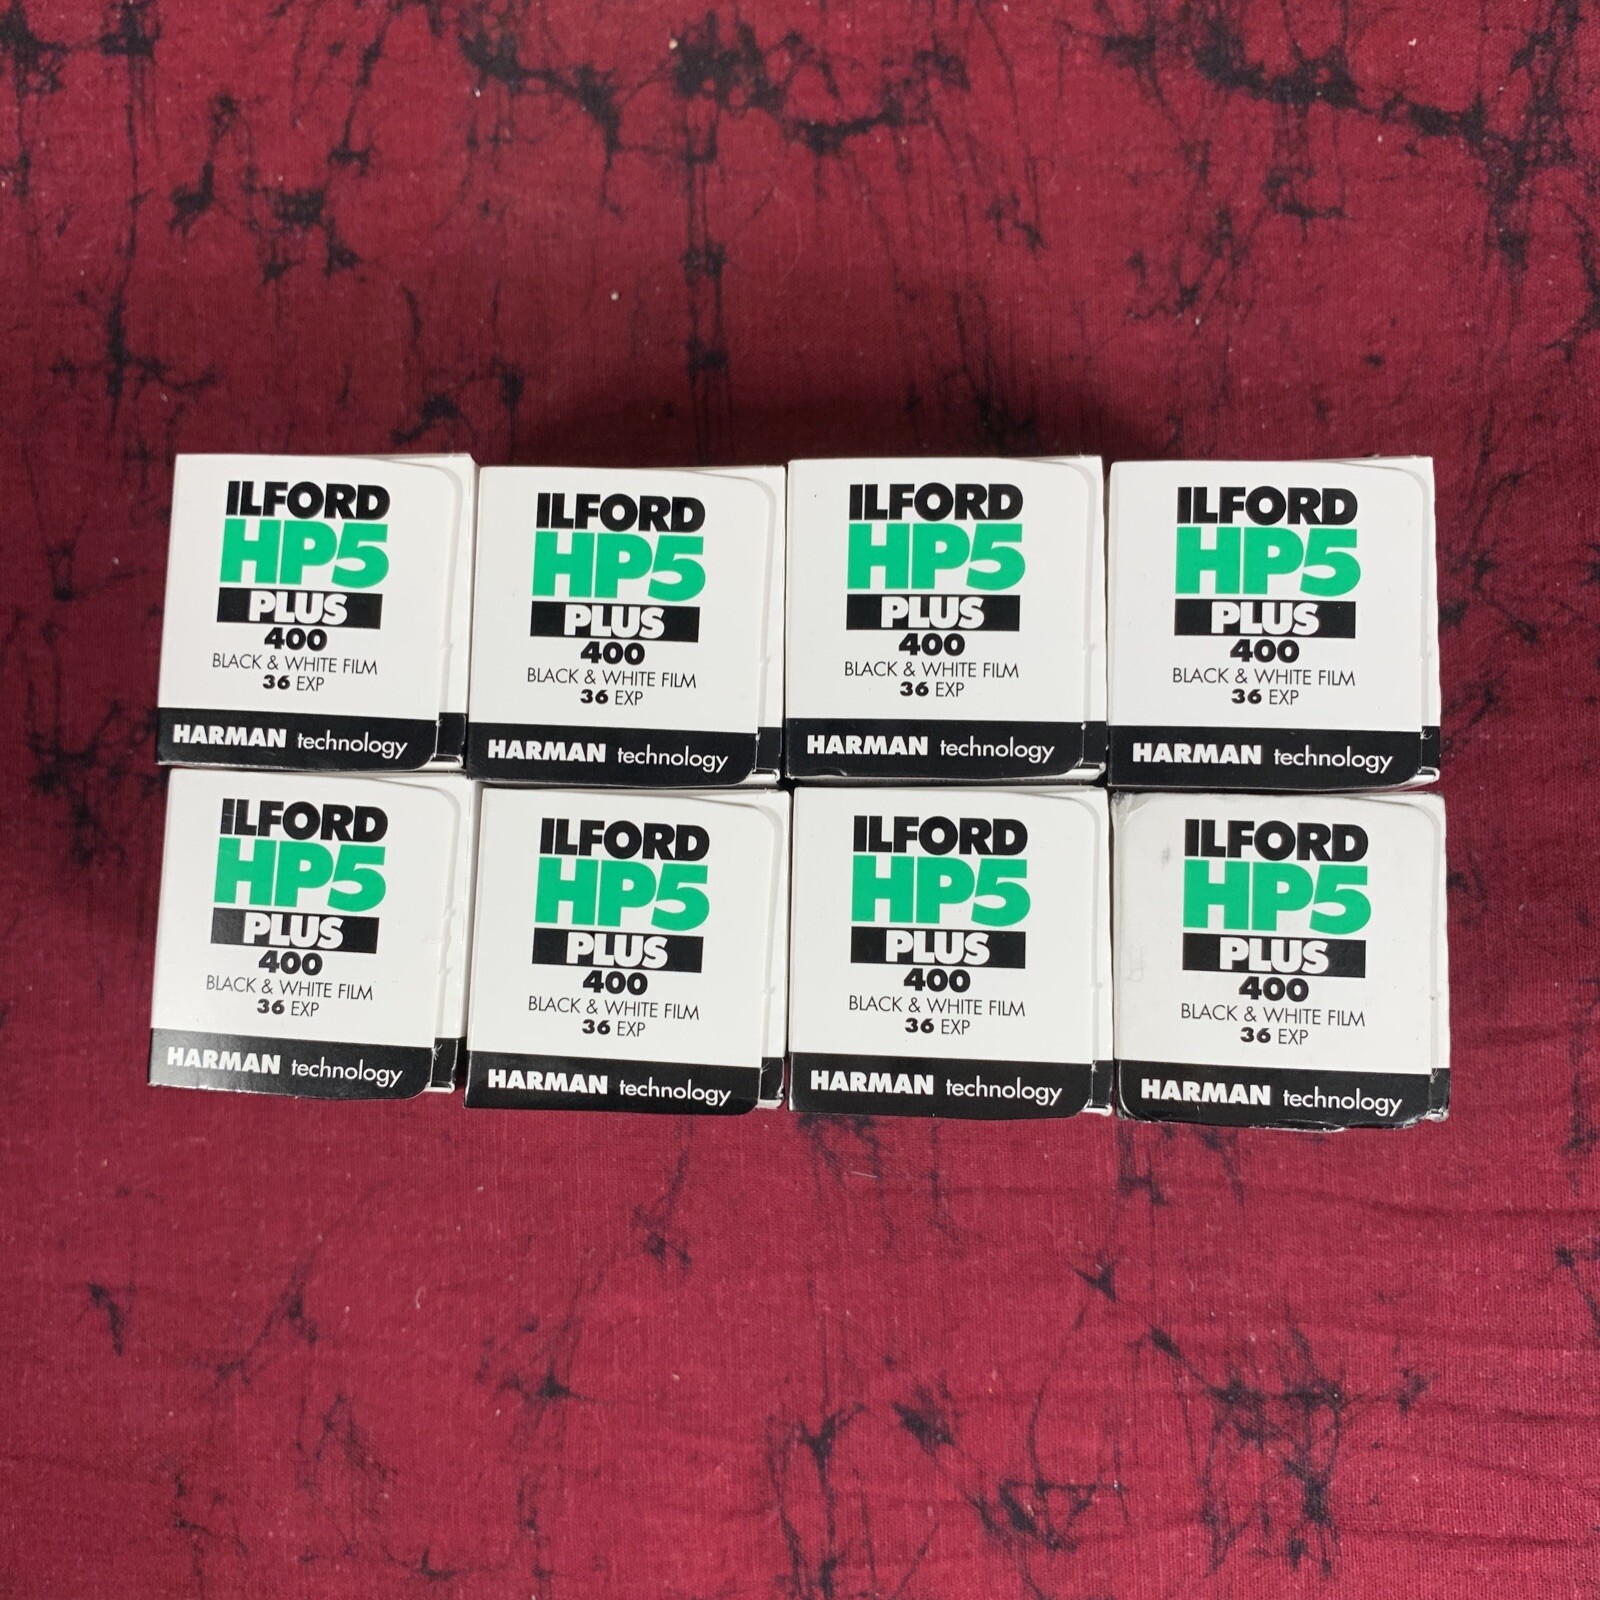 ILFORD
HP5
PLUS
400
BLACK & WHITE FILM
36 EXP
HARMAN technology
ILFORD
HP5
PLUS
400
BLACK & WHITE FILM
36 EXP
HARMAN technology
ILFORD
HP5
PLUS
400
BLACK & WHITE FILM
36 EXP
HARMAN technology
ILFORD
HP5
PLUS
400
BLACK & WHITE FILM
36 EXP
HARMAN technology
ILFORD
HP5
PLUS
400
BLACK & WHITE FILM
36 EXP
HARMAN technology
ILFORD
HP5
PLUS
400
BLACK & WHITE FILM
36 EXP
HARMAN technology
ILFORD
HP5
PLUS
400
BLACK & WHITE FILM
36 EXP
HARMAN technology
ILFORD
HP5
PLUS
400
BLACK & WHITE FILM
36 EXP
HARMAN technology